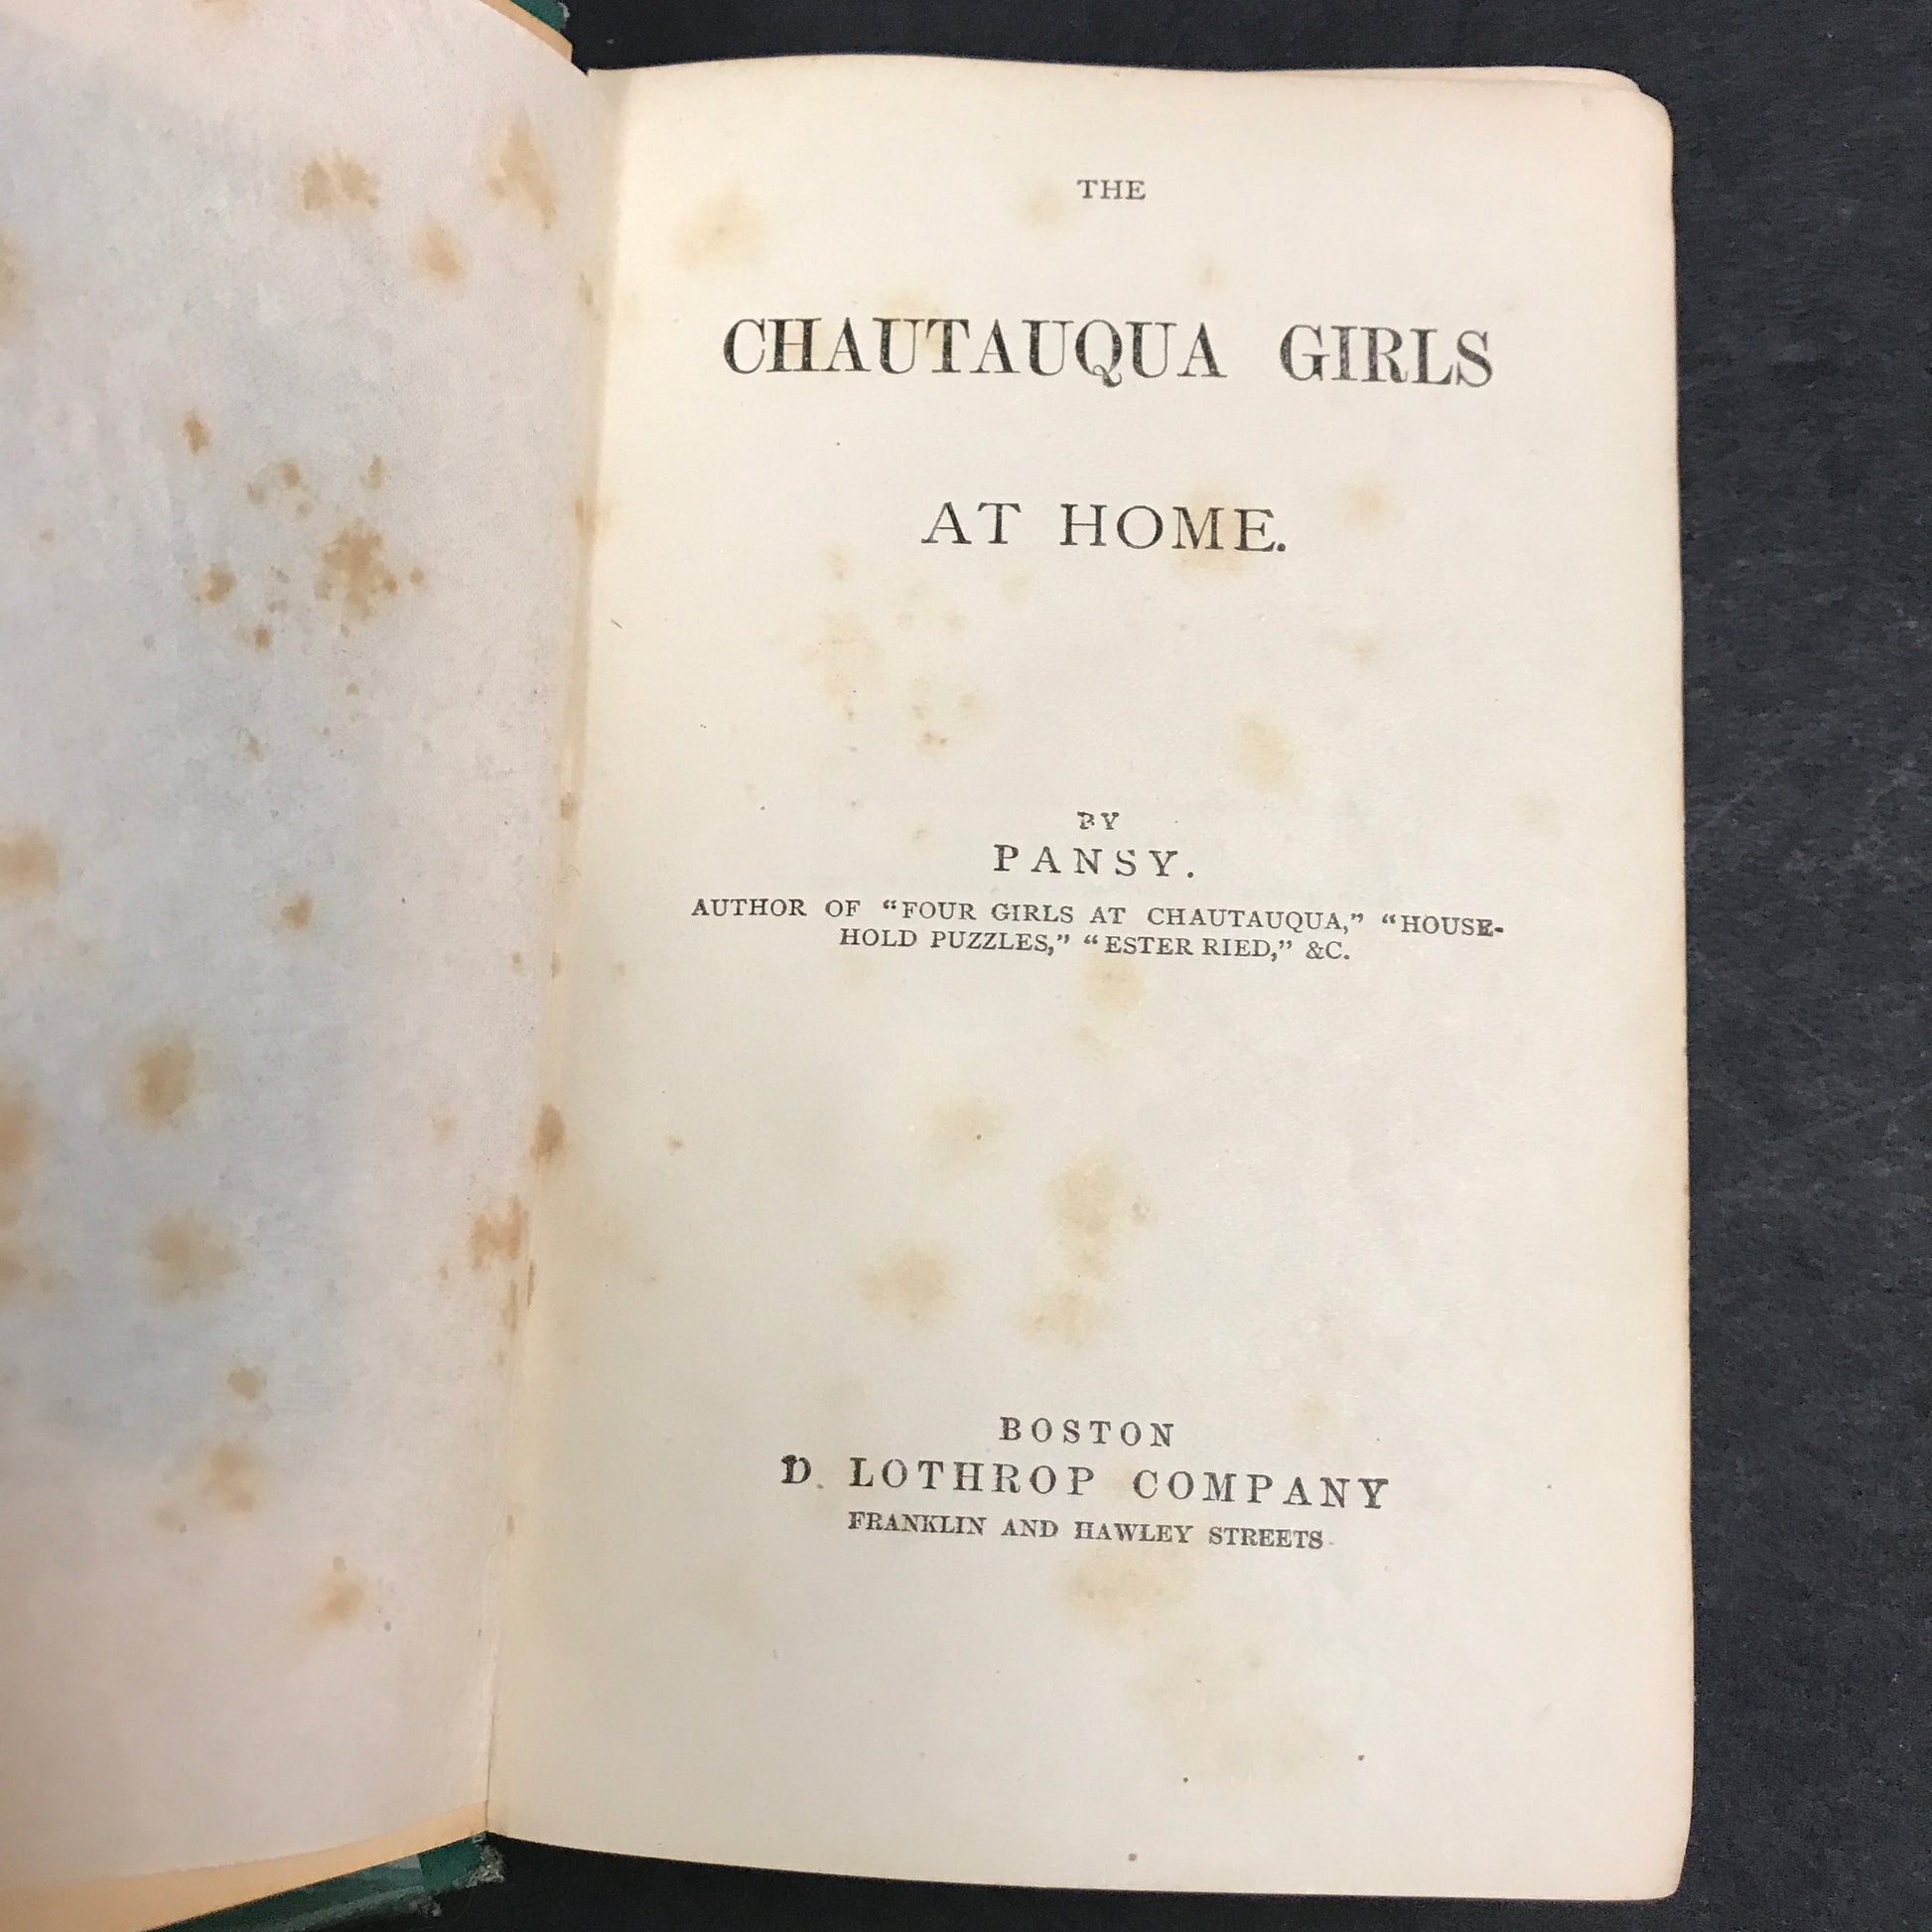 THE
CHAUTAUQUA GIRLS
AT HOME.
BY
PANSY.
AUTHOR OF “FOUR GIRLS AT CHAUTAUQUA,” “HOUSE-
HOLD PUZZLES,” “ESTER RIED,” &C.
BOSTON
D. LOTHROP COMPANY
FRANKLIN AND HAWLEY STREETS